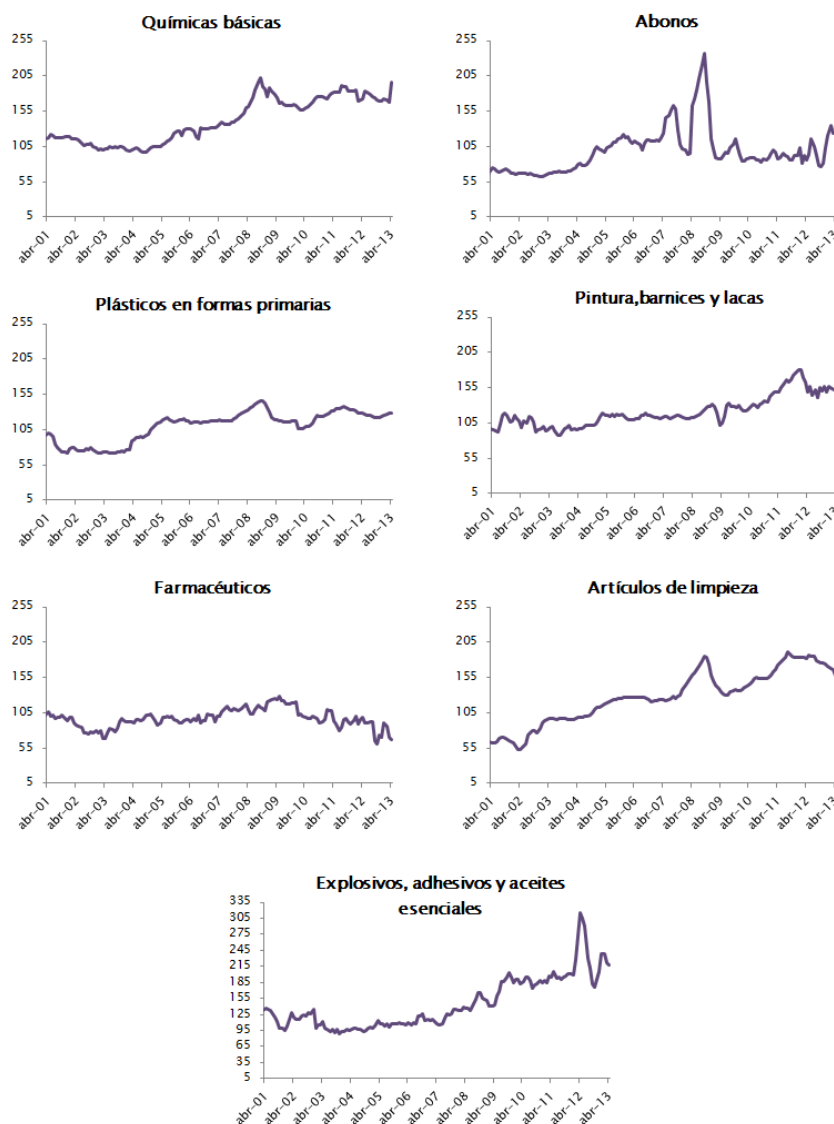 Químicas básicas
255
205
155
105
55
5
abr-01
abr-02
abr-03
abr-04
abr-05
abr-06
abr-07
abr-08
abr-09
abr-10
abr-11
abr-12
abr-13
Abonos
255
205
155
105
55
5
abr-01
abr-02
abr-03
abr-04
abr-05
abr-06
abr-07
abr-08
abr-09
abr-10
abr-11
abr-12
abr-13
Plásticos en formas primarias
255
205
155
105
55
5
abr-01
abr-02
abr-03
abr-04
abr-05
abr-06
abr-07
abr-08
abr-09
abr-10
abr-11
abr-12
abr-13
Pintura,barnices y lacas
255
205
155
105
55
5
abr-01
abr-02
abr-03
abr-04
abr-05
abr-06
abr-07
abr-08
abr-09
abr-10
abr-11
abr-12
abr-13
Farmacéuticos
255
205
155
105
55
5
abr-01
abr-02
abr-03
abr-04
abr-05
abr-06
abr-07
abr-08
abr-09
abr-10
abr-11
abr-12
abr-13
Artículos de limpieza
255
205
155
105
55
5
abr-01
abr-02
abr-03
abr-04
abr-05
abr-06
abr-07
abr-08
abr-09
abr-10
abr-11
abr-12
abr-13
Explosivos, adhesivos y aceites
esenciales
335
305
275
245
215
185
155
125
95
65
35
5
abr-01
abr-02
abr-03
abr-04
abr-05
abr-06
abr-07
abr-08
abr-09
abr-10
abr-11
abr-12
abr-13